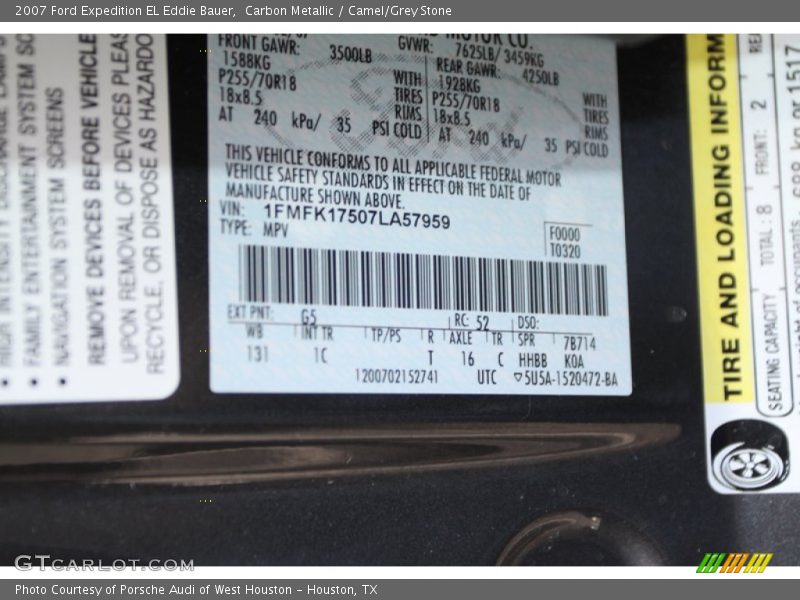 2007 Ford Expedition EL Eddie Bauer,  Carbon Metallic / Camel/Grey Stone
FAMILY ENTERTAINMENT SYSTEM
NAVIGATION SYSTEM SCREENS
REMOVE DEVICES BEFORE VEHICLE
UPON REMOVAL OF DEVICES PLEAS
RECYCLE, OR DISPOSE AS HAZARDO
MOTOR CO.
FRONT GAWR: 3500LB
1588KG
P255/70R18 WITH TIRES
18x8.5 RIMS
AT 240 kPa/ 35 PSI COLD
GVWR: 7625LB/ 3459KG
REAR GAWR: 4250LB
1928KG WITH
P255/70R18 TIRES
18x8.5 RIMS
AT 240 kPa/ 35 PSI COLD
THIS VEHICLE CONFORMS TO ALL APPLICABLE FEDERAL MOTOR
VEHICLE SAFETY STANDARDS IN EFFECT ON THE DATE OF
MANUFACTURE SHOWN ABOVE.
VIN: 1FMFK17507LA57959
TYPE: MPV
F0000
T0320
EXT PNT: G5 RC: 52 DSO:
WB INT TR TP/PS R AXLE TR SPR 7B714
131 1C T 16 C HHBB KOA
1200702152741 UTC ▽5U5A-1520472-BA
TIRE AND LOADING INFORM
SEATING CAPACITY TOTAL: 8 FRONT: 2
688 kg or 1517
GTCARLOT.COM
Photo Courtesy of Porsche Audi of West Houston - Houston, TX